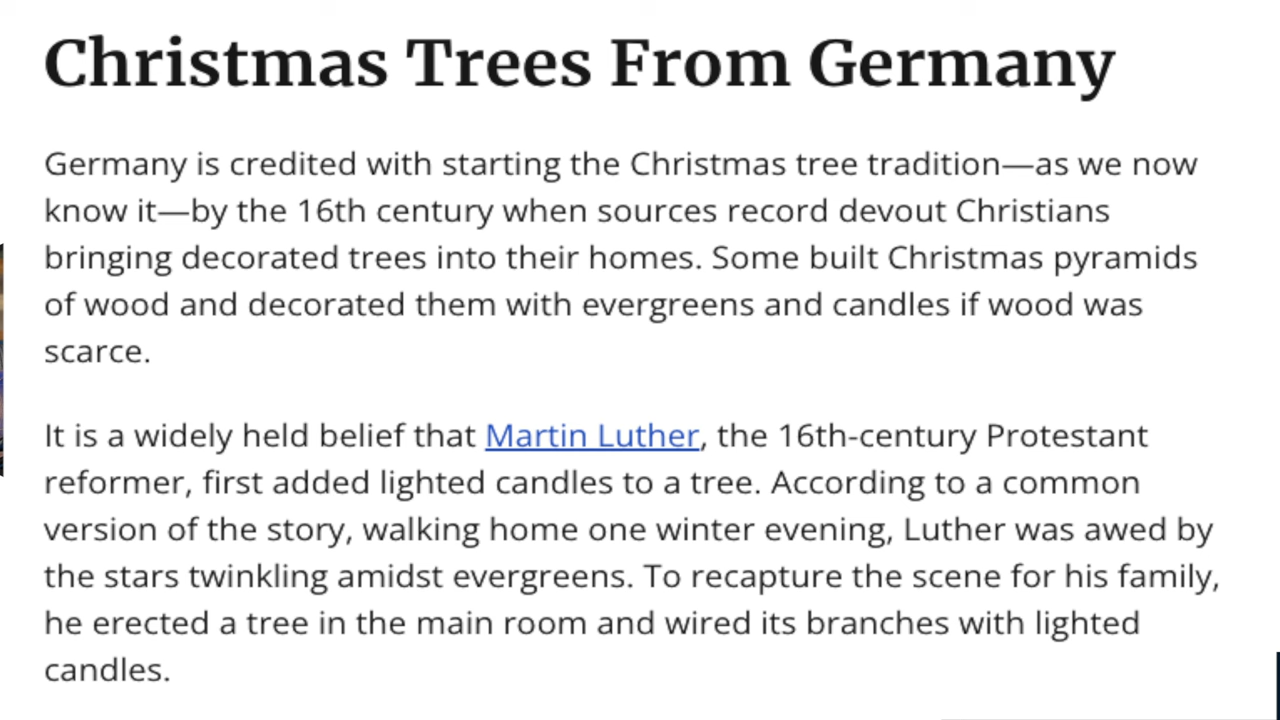 Christmas Trees From Germany
Germany is credited with starting the Christmas tree tradition—as we now
know it—by the 16th century when sources record devout Christians
bringing decorated trees into their homes. Some built Christmas pyramids
of wood and decorated them with evergreens and candles if wood was
scarce.
It is a widely held belief that Martin Luther, the 16th-century Protestant
reformer, first added lighted candles to a tree. According to a common
version of the story, walking home one winter evening, Luther was awed by
the stars twinkling amidst evergreens. To recapture the scene for his family,
he erected a tree in the main room and wired its branches with lighted
candles.